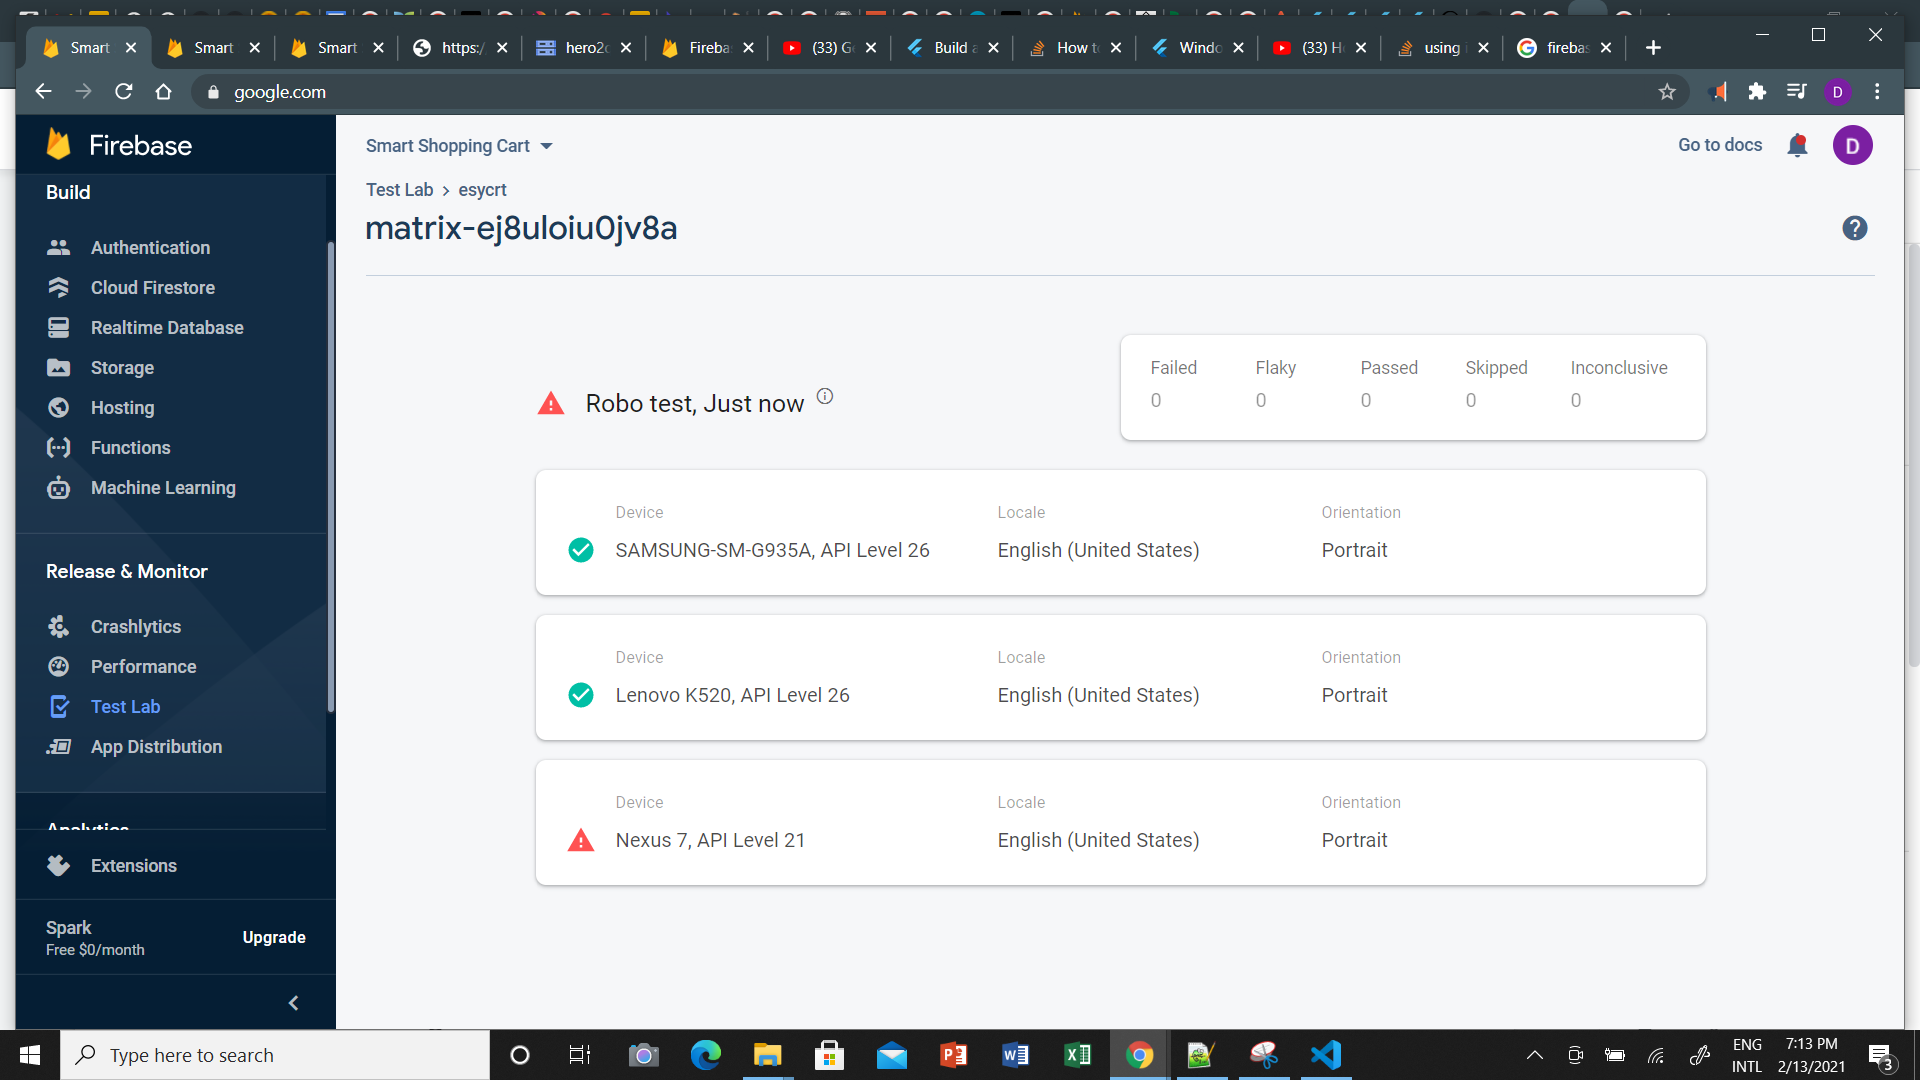 Smart
Smart
Smart
https:/
hero2c
Fireba
(33) G
Build a
How t
Windo
(33) H
using
firebas
google.com
D
Firebase
Smart Shopping Cart
Go to docs
D
Test Lab > esycrt
matrix-ej8uloiu0jv8a
Build
Authentication
Cloud Firestore
Realtime Database
Storage
Hosting
Functions
Machine Learning
Release & Monitor
Crashlytics
Performance
Test Lab
App Distribution
Analytics
Extensions
Spark
Free $0/month
Upgrade
Robo test, Just now
Failed Flaky Passed Skipped Inconclusive
0 0 0 0 0
Device Locale Orientation
SAMSUNG-SM-G935A, API Level 26 English (United States) Portrait
Device Locale Orientation
Lenovo K520, API Level 26 English (United States) Portrait
Device Locale Orientation
Nexus 7, API Level 21 English (United States) Portrait
Type here to search
ENG
INTL
7:13 PM
2/13/2021
3